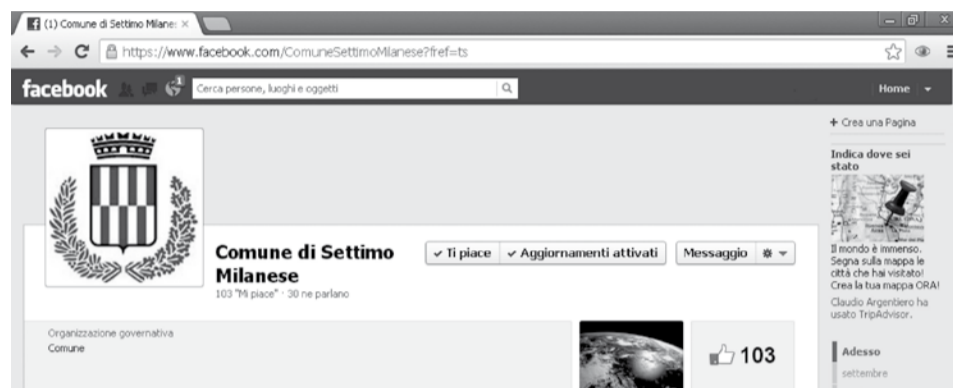 (1) Comune di Settimo Milanes
https://www.facebook.com/ComuneSettimoMilanese?fref=ts
facebook
1
Cerca persone, luoghi e oggetti
Home
+ Crea una Pagina
Indica dove sei
stato
Il mondo è immenso.
Segna sulla mappa le
città che hai visitato!
Crea la tua mappa ORA!
Claudio Argentiero ha
usato TripAdvisor.
Comune di Settimo
Milanese
103 "Mi piace" · 30 ne parlano
✓ Ti piace
✓ Aggiornamenti attivati
Messaggio
Organizzazione governativa
Comune
103
Adesso
settembre